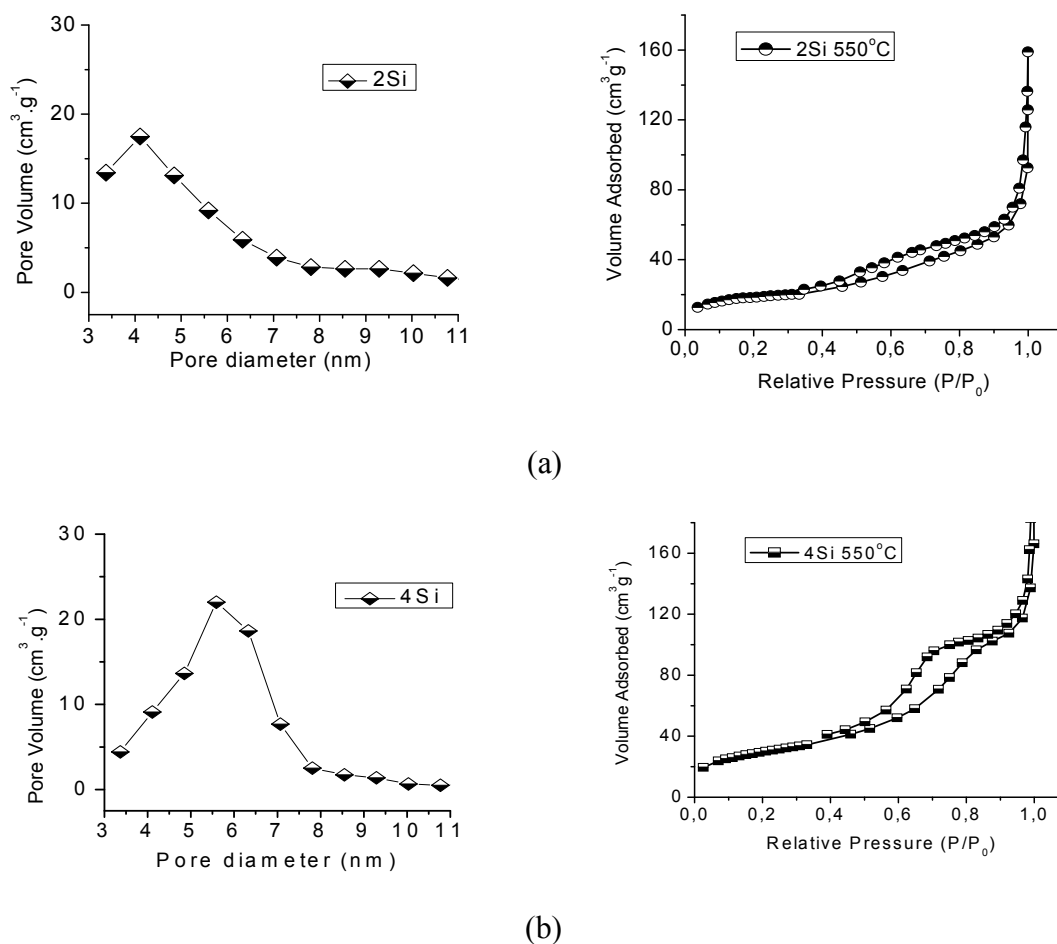 30
20
10
0
Pore Volume (cm³.g⁻¹)
2Si
3 4 5 6 7 8 9 10 11
Pore diameter (nm)
160
120
80
40
0
Volume Adsorbed (cm³g⁻¹)
2Si 550°C
0,0 0,2 0,4 0,6 0,8 1,0
Relative Pressure (P/P₀)
(a)
30
20
10
0
Pore Volume (cm³.g⁻¹)
4Si
3 4 5 6 7 8 9 10 11
Pore diameter (nm)
160
120
80
40
0
Volume Adsorbed (cm³g⁻¹)
4Si 550°C
0,0 0,2 0,4 0,6 0,8 1,0
Relative Pressure (P/P₀)
(b)